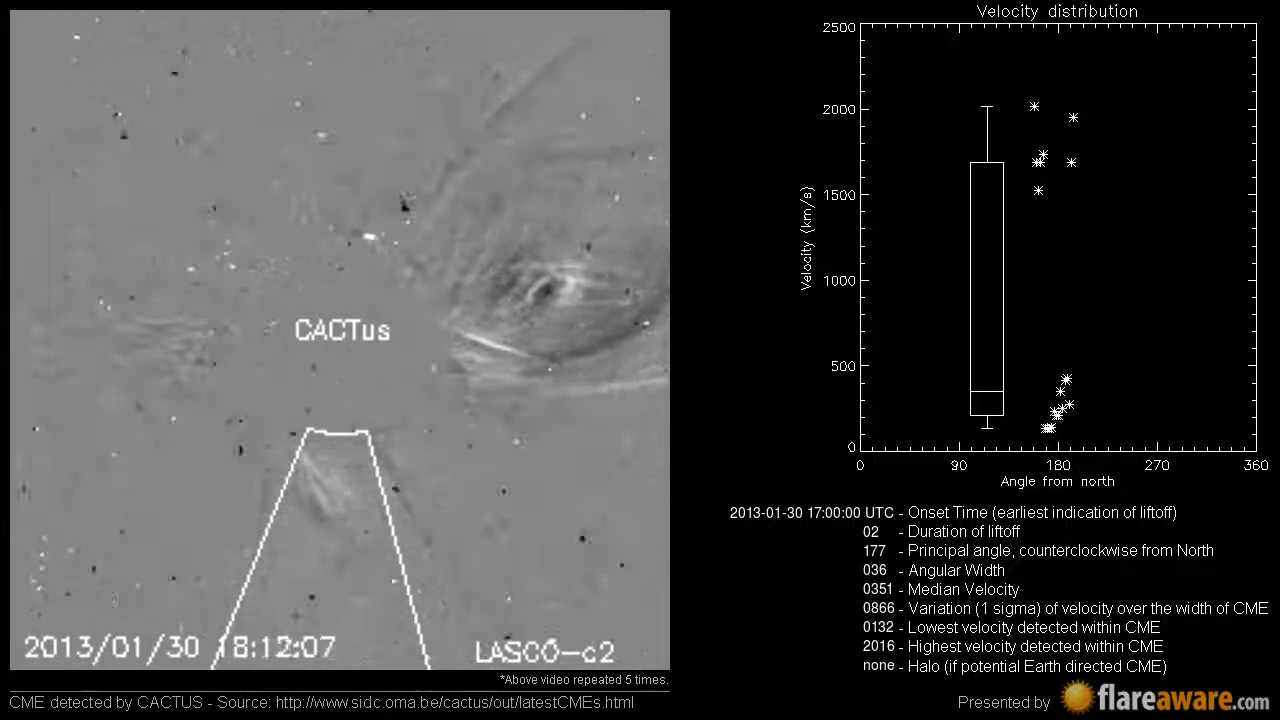 CACTus
2013/01/30 18:12:07
LASCO-c2
*Above video repeated 5 times.
CME detected by CACTUS - Source: http://www.sidc.oma.be/cactus/out/latestCMEs.html
Velocity distribution
2500
2000
1500
1000
500
0
Velocity (km/s)
0 90 180 270 360
Angle from north
2013-01-30 17:00:00 UTC - Onset Time (earliest indication of liftoff)
02 - Duration of liftoff
177 - Principal angle, counterclockwise from North
036 - Angular Width
0351 - Median Velocity
0866 - Variation (1 sigma) of velocity over the width of CME
0132 - Lowest velocity detected within CME
2016 - Highest velocity detected within CME
none - Halo (if potential Earth directed CME)
Presented by flareaware.com